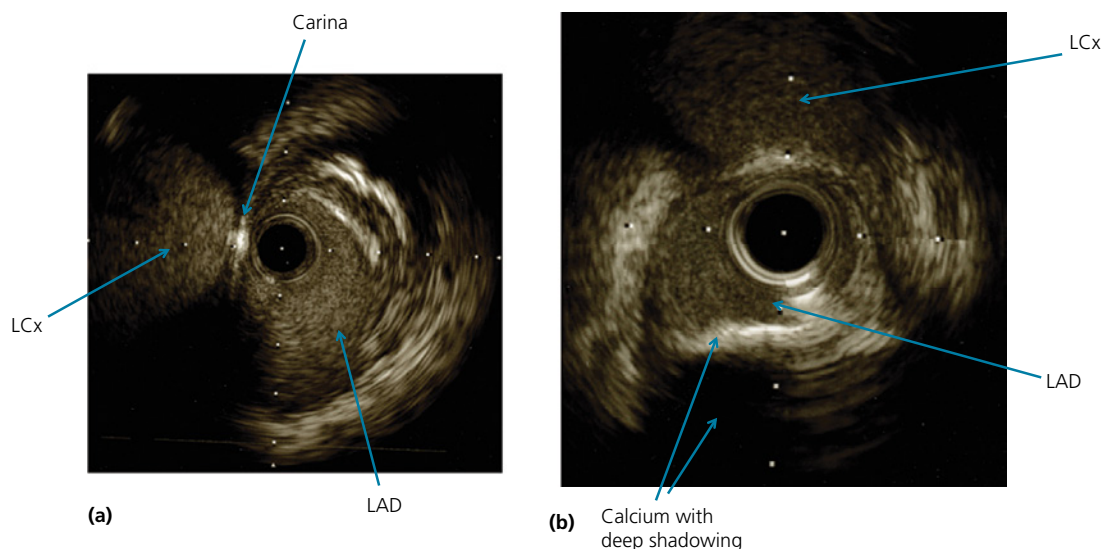 Carina
LCx
LAD
(a)
LCx
LAD
(b)
Calcium with
deep shadowing